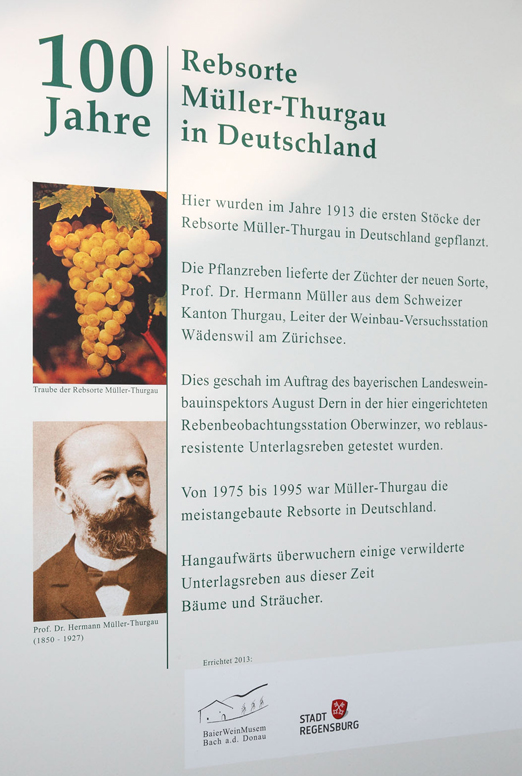 100
Jahre
Rebsorte
Müller-Thurgau
in Deutschland
Hier wurden im Jahre 1913 die ersten Stöcke der
Rebsorte Müller-Thurgau in Deutschland gepflanzt.
Die Pflanzreben lieferte der Züchter der neuen Sorte,
Prof. Dr. Hermann Müller aus dem Schweizer
Kanton Thurgau, Leiter der Weinbau-Versuchsstation
Wädenswil am Zürichsee.
Dies geschah im Auftrag des bayerischen Landeswein-
bauinspektors August Dern in der hier eingerichteten
Rebenbeobachtungsstation Oberwinzer, wo reblaus-
resistente Unterlagsreben getestet wurden.
Von 1975 bis 1995 war Müller-Thurgau die
meistangebaute Rebsorte in Deutschland.
Hangaufwärts überwuchern einige verwilderte
Unterlagsreben aus dieser Zeit
Bäume und Sträucher.
Traube der Rebsorte Müller-Thurgau
Prof. Dr. Hermann Müller-Thurgau
(1850 - 1927)
Errichtet 2013:
BaierWeinMusem
Bach a.d. Donau
STADT
REGENSBURG